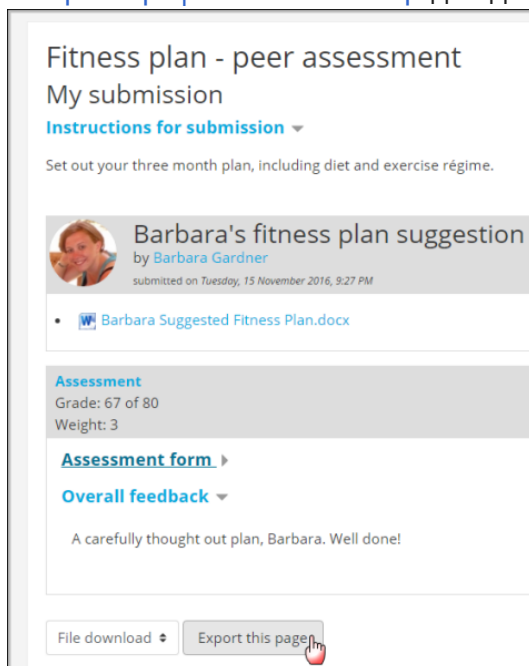 Fitness plan - peer assessment
My submission
Instructions for submission
Set out your three month plan, including diet and exercise régime.
Barbara's fitness plan suggestion
by Barbara Gardner
submitted on Tuesday, 15 November 2016, 9:27 PM
Barbara Suggested Fitness Plan.docx
Assessment
Grade: 67 of 80
Weight: 3
Assessment form
Overall feedback
A carefully thought out plan, Barbara. Well done!
File download
Export this page